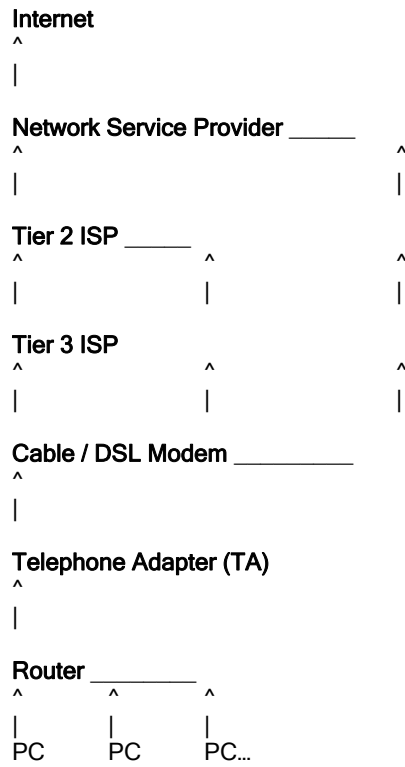 Internet
^
|
Network Service Provider _____
^ ^
| |
Tier 2 ISP _____
^ ^ ^
| | |
Tier 3 ISP
^ ^ ^
| | |
Cable / DSL Modem _________
^
|
Telephone Adapter (TA)
^
|
Router ________
^ ^ ^
| | |
PC PC PC...